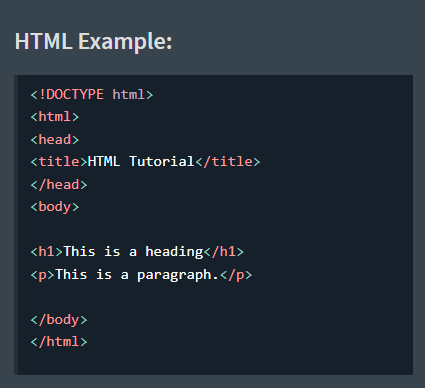 HTML Example:
<!DOCTYPE html>
<html>
<head>
<title>HTML Tutorial</title>
</head>
<body>
<h1>This is a heading</h1>
<p>This is a paragraph.</p>
</body>
</html>